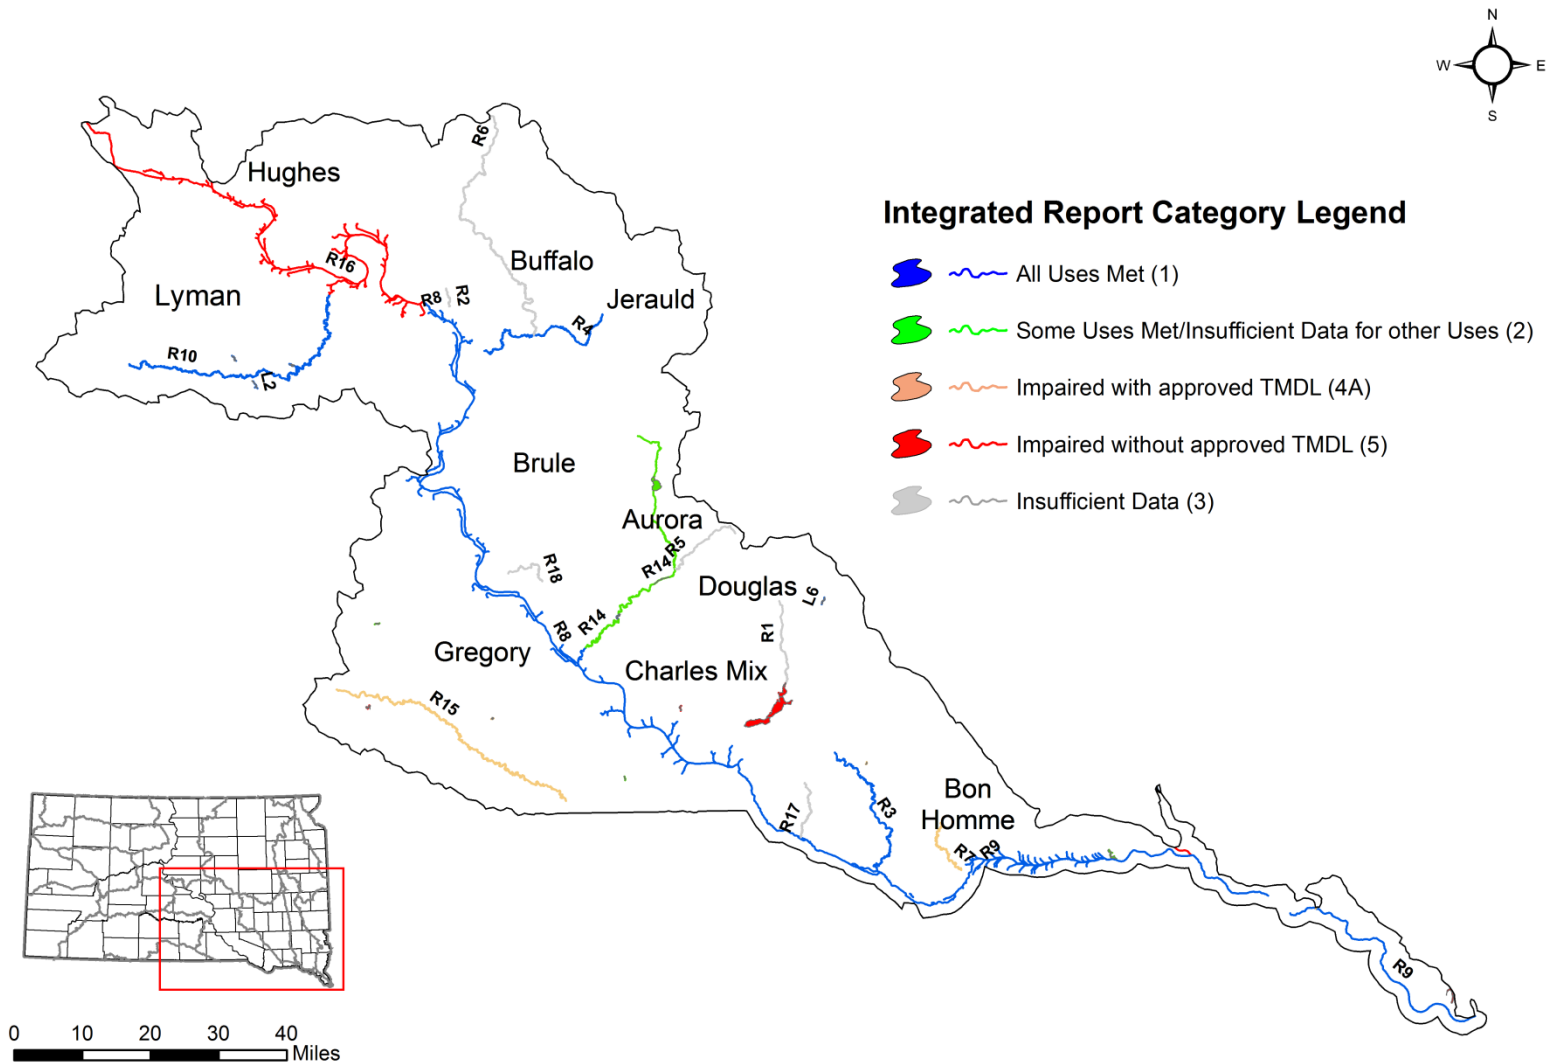 N
W
E
S
R6
Hughes
Integrated Report Category Legend
Buffalo
R16
All Uses Met (1)
Lyman
R8
R2
Jerauld
R4
Some Uses Met/Insufficient Data for other Uses (2)
R10
L2
Impaired with approved TMDL (4A)
Impaired without approved TMDL (5)
Brule
Insufficient Data (3)
Aurora
R5
R14
R18
Douglas
L6
R14
R8
R1
Gregory
Charles Mix
R15
Bon
Homme
R3
R17
R7
R9
R9
0 10 20 30 40
Miles